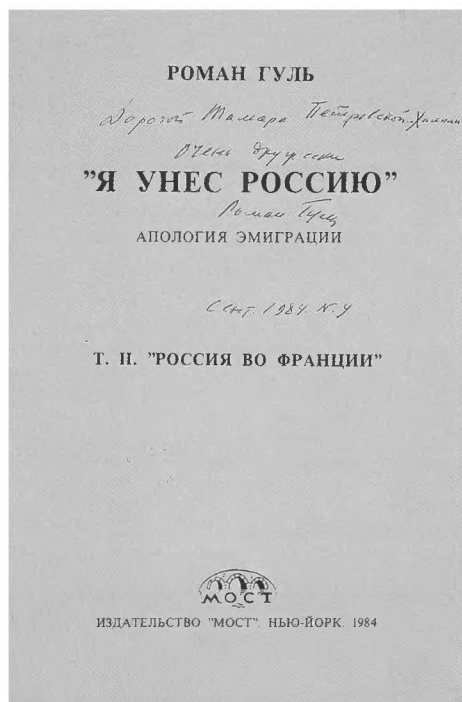 РОМАН ГУЛЬ
Дорогой Тамаре Петровской-
очень дружески
"Я УНЕС РОССИЮ"
Роман Гуль
АПОЛОГИЯ ЭМИГРАЦИИ
Сент. 1984. N.Y
Т. II. "РОССИЯ ВО ФРАНЦИИ"
МОСТ
ИЗДАТЕЛЬСТВО "МОСТ". НЬЮ-ЙОРК. 1984